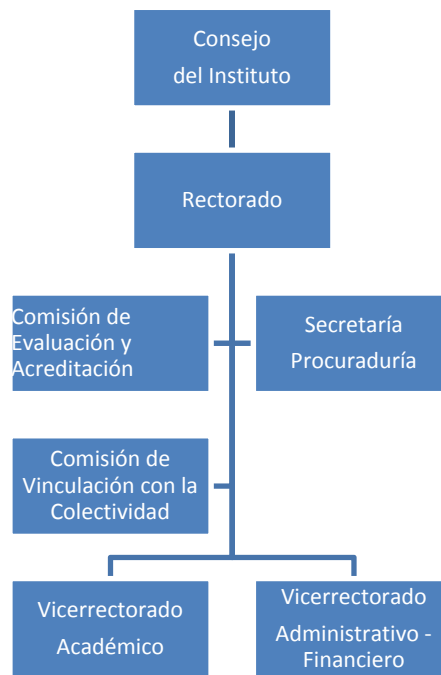 Consejo
del Instituto
Rectorado
Comisión de
Evaluación y
Acreditación
Secretaría
Procuraduría
Comisión de
Vinculación con la
Colectividad
Vicerrectorado
Académico
Vicerrectorado
Administrativo -
Financiero